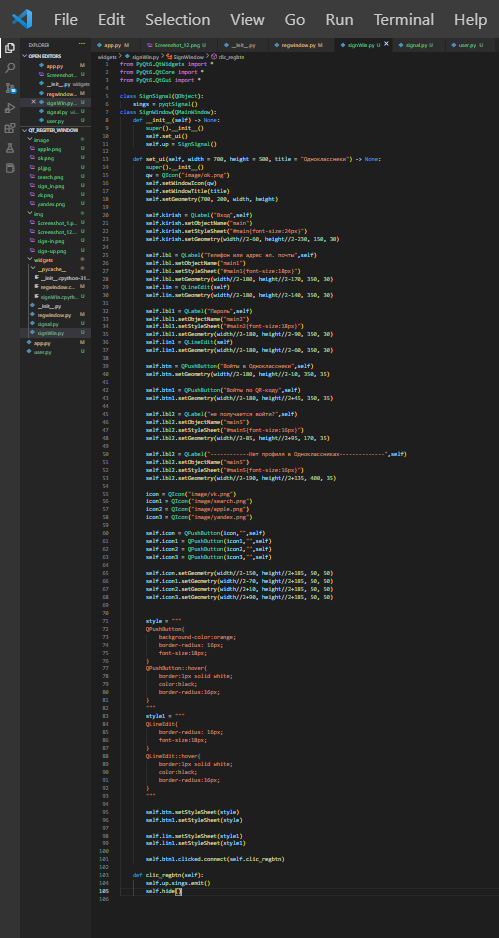 File Edit Selection View Go Run Terminal Help
EXPLORER ···
OPEN EDITORS
app.py M
Screenshot...
__init__.py widgets
regwindow... M
signWin.py... U
signal.py wi... U
user.py U
QT_REGITER_WINDOW
image
apple.png U
ok.png U
pl.jpg U
search.png U
sign_in.png U
vk.png U
yandex.png U
img
Screenshot_1.p... U
Screenshot_12... U
sign-in.png U
sign-up.png U
widgets
__pycache__
__init__.cpython-31...
regwindow.c... M
signWin.cpyth... U
__init__.py
regwindow.py M
signal.py U
signWin.py U
app.py M
user.py U
app.py M Screenshot_12.png U __init__.py regwindow.py M signWin.py U signal.py U user.py U
widgets > signWin.py > SignWindow > clic_regbtn
1 from PyQt6.QtWidgets import *
2 from PyQt6.QtCore import *
3 from PyQt6.QtGui import *
4
5 class SignSignal(QObject):
6 sings = pyqtSignal()
7 class SignWindow(QMainWindow):
8 def __init__(self) -> None:
9 super().__init__()
10 self.set_ui()
11 self.up = SignSignal()
12
13 def set_ui(self, width = 700, height = 500, title = "Одноклассники") -> None:
14 super().__init__()
15 qw = QIcon("image/ok.png")
16 self.setWindowIcon(qw)
17 self.setWindowTitle(title)
18 self.setGeometry(700, 200, width, height)
19
20 self.kirish = QLabel("Вход",self)
21 self.kirish.setObjectName("main")
22 self.kirish.setStyleSheet("#main{font-size:24px}")
23 self.kirish.setGeometry(width//2-60, height//2-230, 150, 30)
24
25 self.lbl = QLabel("Телефон или адрес эл. почты",self)
26 self.lbl.setObjectName("main1")
27 self.lbl.setStyleSheet("#main1{font-size:18px}")
28 self.lbl.setGeometry(width//2-180, height//2-170, 350, 30)
29 self.lin = QLineEdit(self)
30 self.lin.setGeometry(width//2-180, height//2-140, 350, 30)
31
32 self.lbl1 = QLabel("Пароль",self)
33 self.lbl1.setObjectName("main2")
34 self.lbl1.setStyleSheet("#main2{font-size:18px}")
35 self.lbl1.setGeometry(width//2-180, height//2-90, 350, 30)
36 self.lin1 = QLineEdit(self)
37 self.lin1.setGeometry(width//2-180, height//2-60, 350, 30)
38
39 self.btn = QPushButton("Войты в Одноклассники",self)
40 self.btn.setGeometry(width//2-180, height//2-10, 350, 35)
41
42 self.btn1 = QPushButton("Войты по QR-коду",self)
43 self.btn1.setGeometry(width//2-180, height//2+45, 350, 35)
44
45 self.lbl2 = QLabel("не получается войте?",self)
46 self.lbl2.setObjectName("main5")
47 self.lbl2.setStyleSheet("#main5{font-size:16px}")
48 self.lbl2.setGeometry(width//2-85, height//2+95, 170, 35)
49
50 self.lbl2 = QLabel("------------Нет профиля в Одноклассниках--------------",self)
51 self.lbl2.setObjectName("main5")
52 self.lbl2.setStyleSheet("#main5{font-size:16px}")
53 self.lbl2.setGeometry(width//2-190, height//2+135, 400, 35)
54
55 icon = QIcon("image/vk.png")
56 icon1 = QIcon("image/search.png")
57 icon2 = QIcon("image/apple.png")
58 icon3 = QIcon("image/yandex.png")
59
60 self.icon = QPushButton(icon,"",self)
61 self.icon1 = QPushButton(icon1,"",self)
62 self.icon2 = QPushButton(icon2,"",self)
63 self.icon3 = QPushButton(icon3,"",self)
64
65 self.icon.setGeometry(width//2-150, height//2+185, 50, 50)
66 self.icon1.setGeometry(width//2-70, height//2+185, 50, 50)
67 self.icon2.setGeometry(width//2+10, height//2+185, 50, 50)
68 self.icon3.setGeometry(width//2+90, height//2+185, 50, 50)
69
70
71 style = """
72 QPushButton{
73 background-color:orange;
74 border-radius: 16px;
75 font-size:18px;
76 }
77 QPushButton::hover{
78 border:1px solid white;
79 color:black;
80 border-radius:16px;
81 }
82 """
83 style1 = """
84 QLineEdit{
85 border-radius: 16px;
86 font-size:18px;
87 }
88 QLineEdit::hover{
89 border:1px solid white;
90 color:black;
91 border-radius:16px;
92 }
93 """
94
95 self.btn.setStyleSheet(style)
96 self.btn1.setStyleSheet(style)
97
98 self.lin.setStyleSheet(style1)
99 self.lin1.setStyleSheet(style1)
100
101 self.btn1.clicked.connect(self.clic_regbtn)
102
103 def clic_regbtn(self):
104 self.up.sings.emit()
105 self.hide()
106